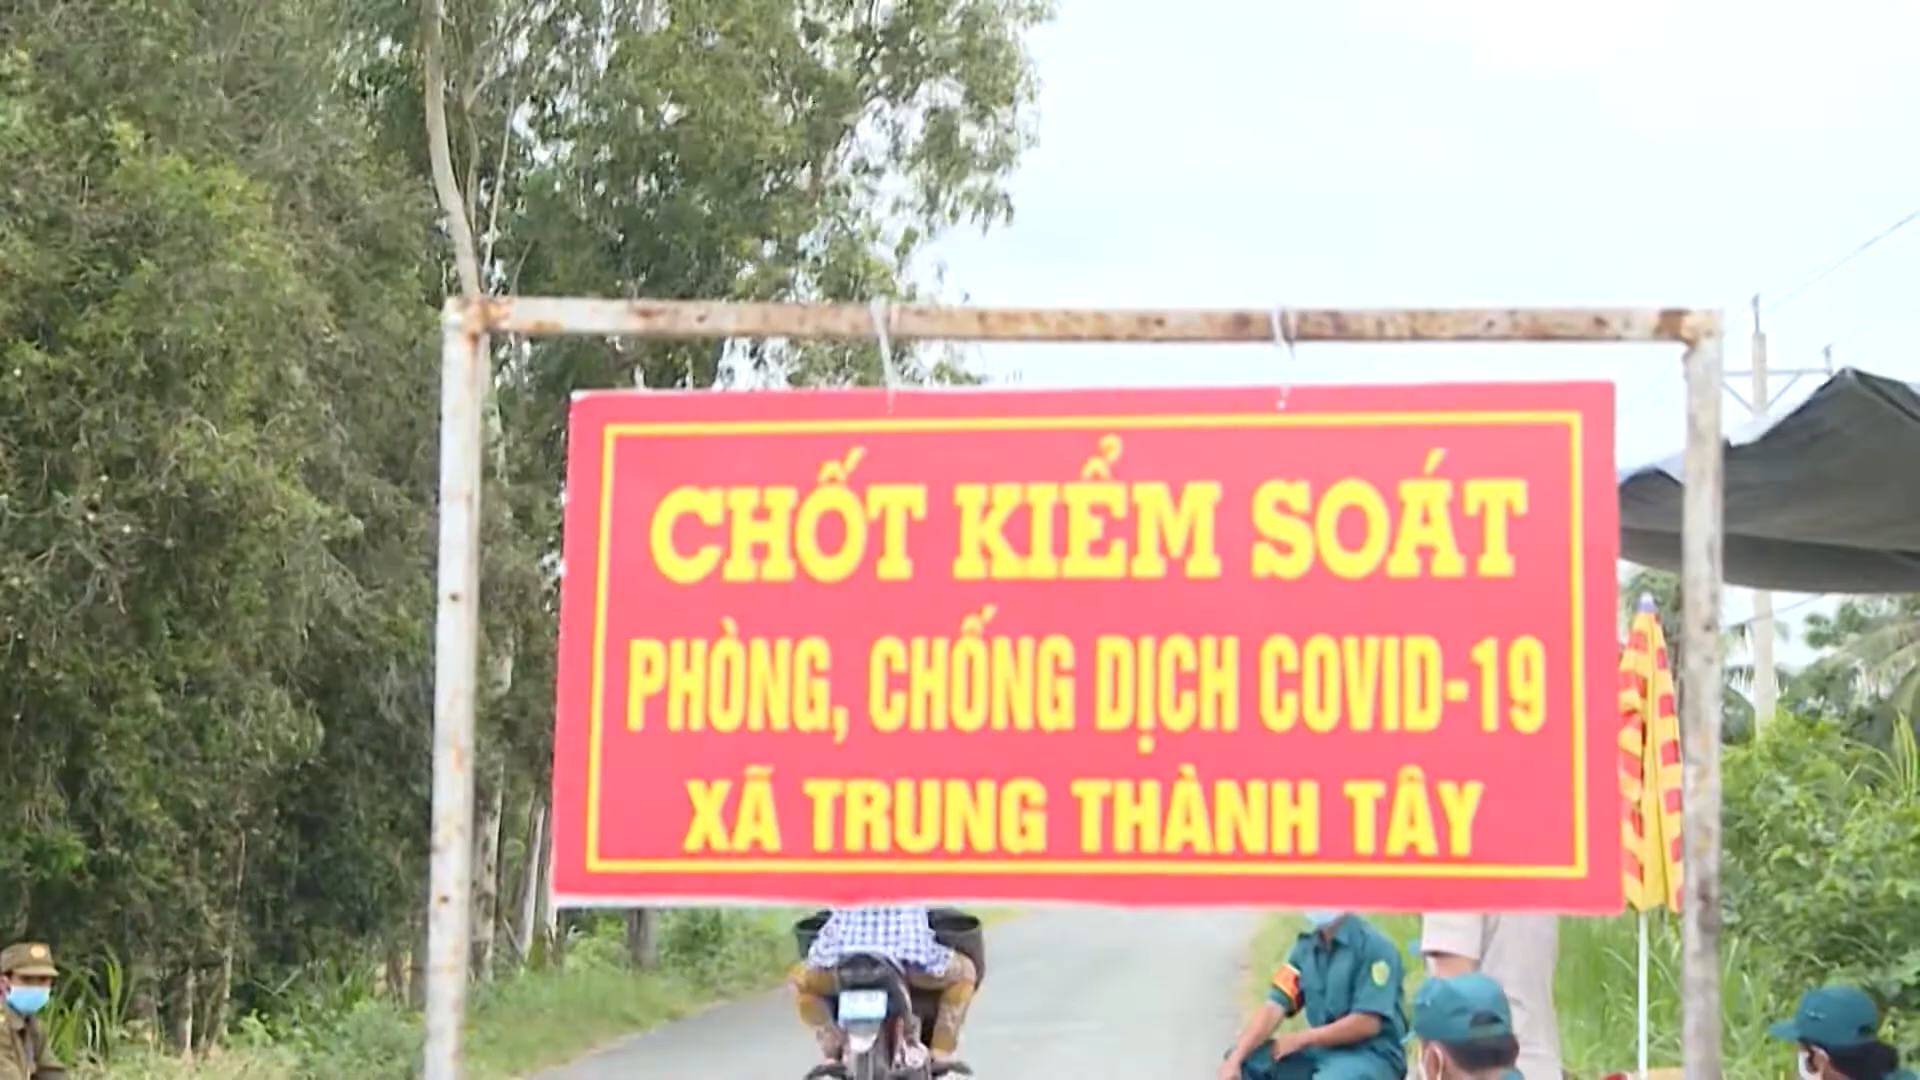 CHỐT KIỂM SOÁT
PHÒNG, CHỐNG DỊCH COVID-19
XÃ TRUNG THÀNH TÂY